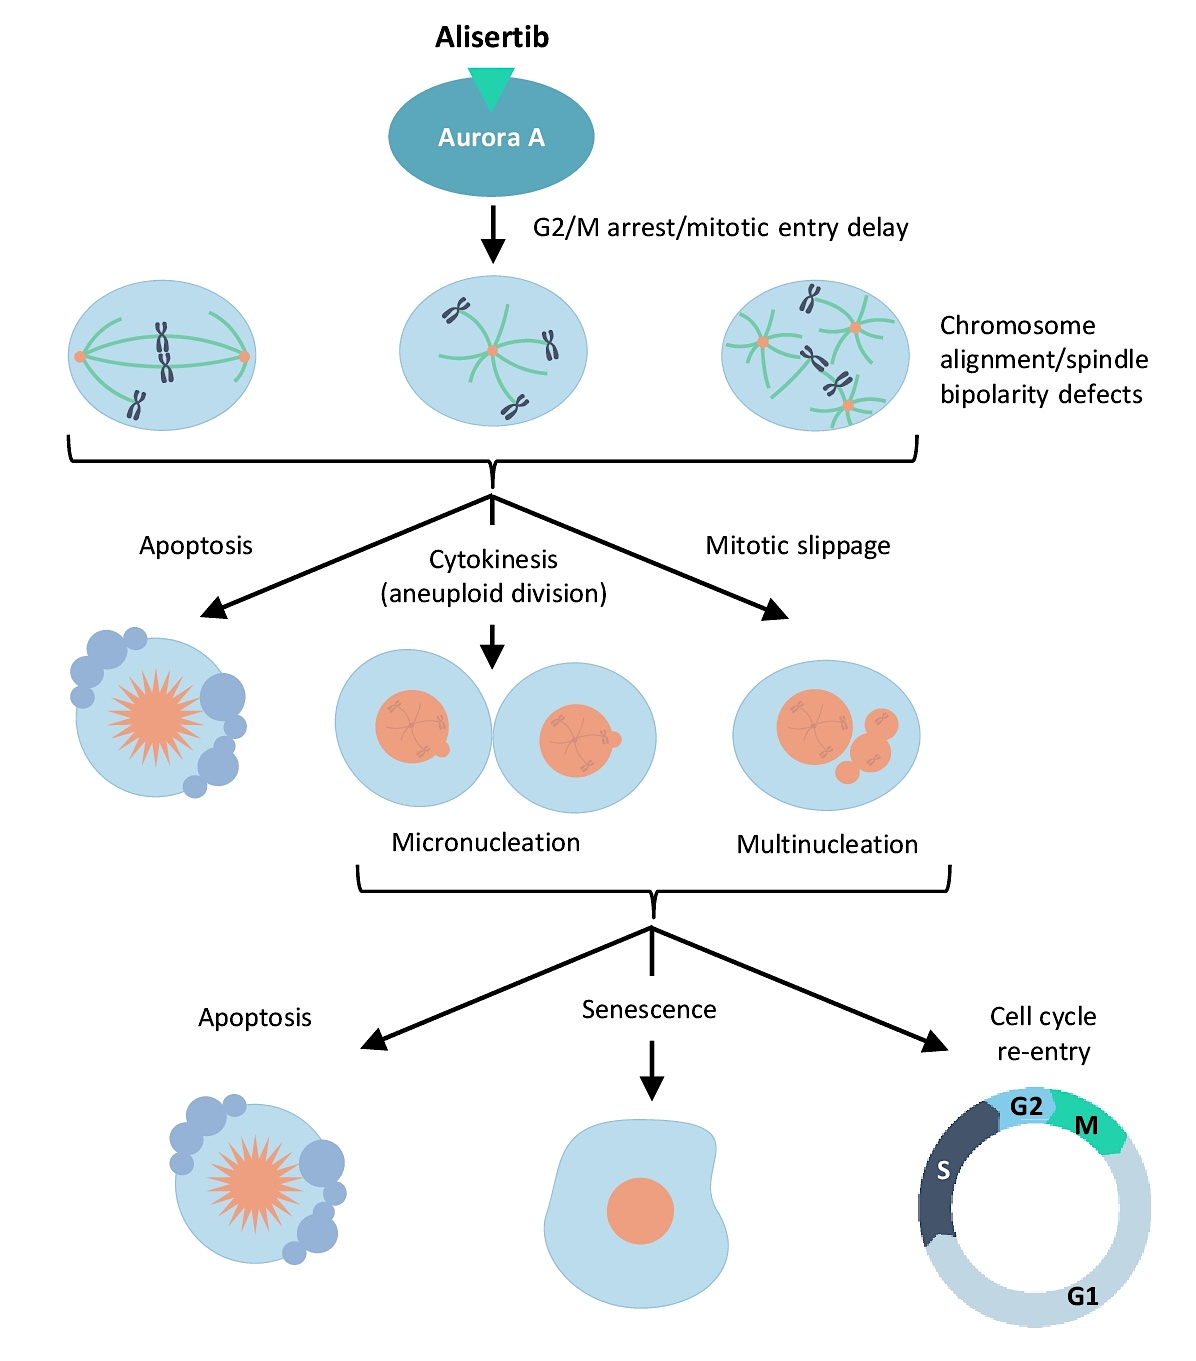 Alisertib
Aurora A
G2/M arrest/mitotic entry delay
Chromosome
alignment/spindle
bipolarity defects
Apoptosis
Cytokinesis
(aneuploid division)
Mitotic slippage
Micronucleation
Multinucleation
Apoptosis
Senescence
Cell cycle
re-entry
G2
M
S
G1